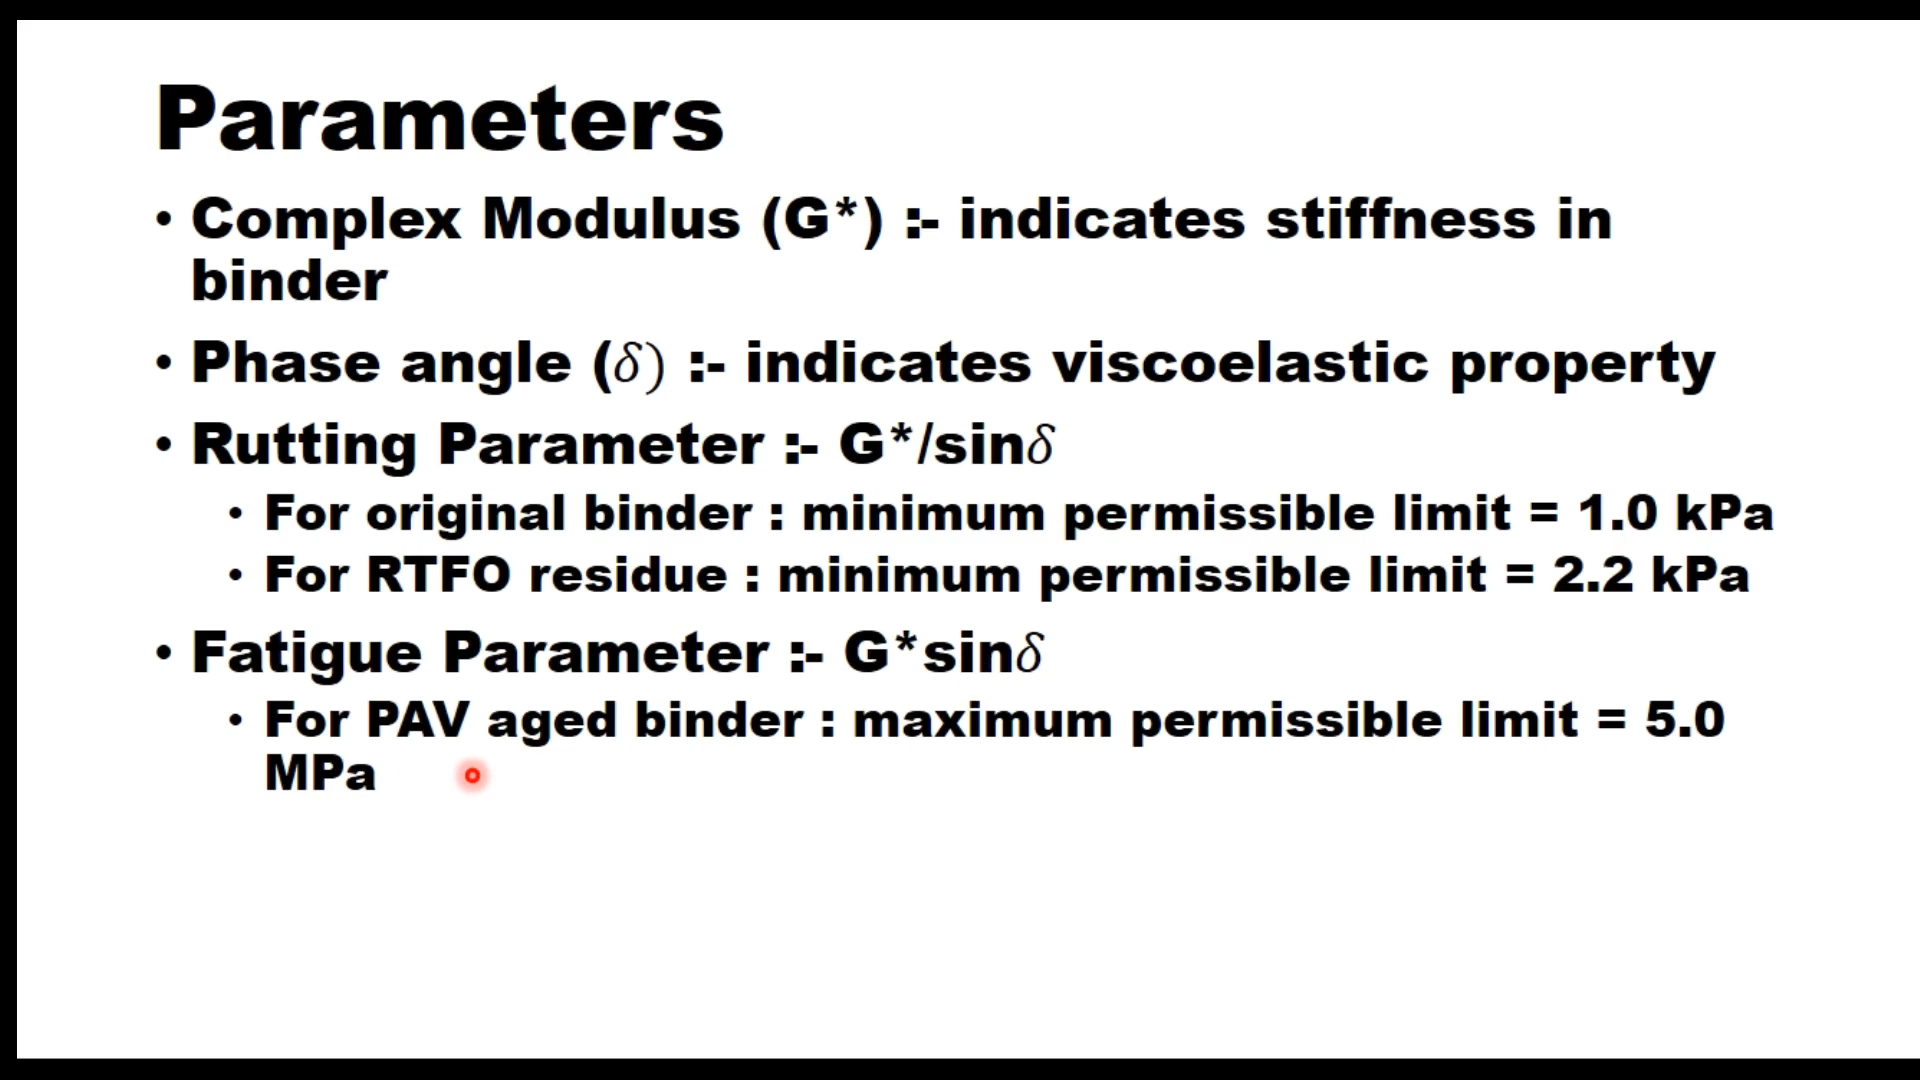 Parameters
• Complex Modulus (G*) :- indicates stiffness in
binder
• Phase angle (𝛿) :- indicates viscoelastic property
• Rutting Parameter :- G*/sin𝛿
• For original binder : minimum permissible limit = 1.0 kPa
• For RTFO residue : minimum permissible limit = 2.2 kPa
• Fatigue Parameter :- G*sin𝛿
• For PAV aged binder : maximum permissible limit = 5.0
MPa